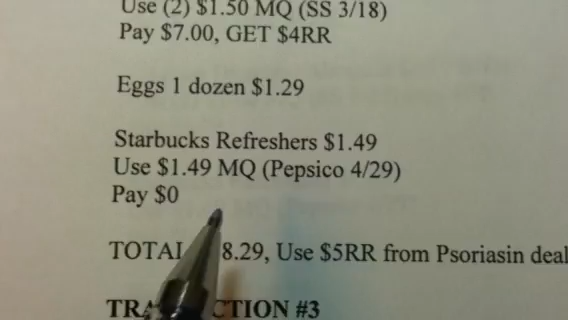 Use (2) $1.50 MQ (SS 3/18)
Pay $7.00, GET $4RR
Eggs 1 dozen $1.29
Starbucks Refreshers $1.49
Use $1.49 MQ (Pepsico 4/29)
Pay $0
TOTAL 8.29, Use $5RR from Psoriasin deal
#3